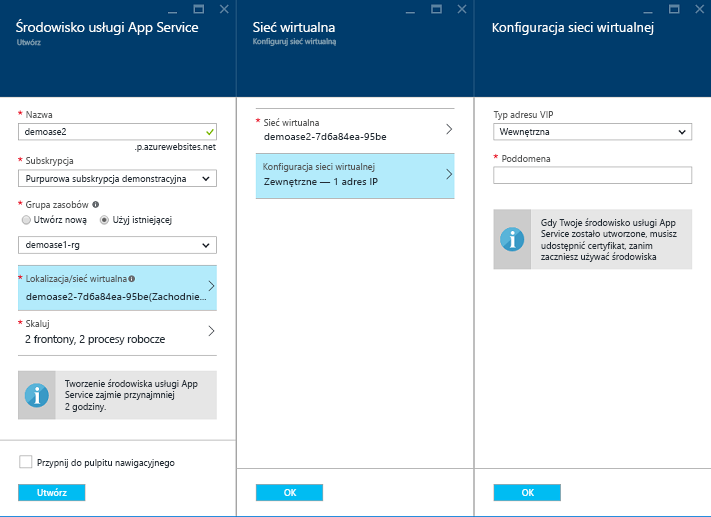 Środowisko usługi App Service
Utwórz
* Nazwa
demoase2
.p.azurewebsites.net
* Subskrypcja
Purpurowa subskrypcja demonstracyjna
* Grupa zasobów
Utwórz nową
Użyj istniejącej
demoase1-rg
* Lokalizacja/sieć wirtualna
demoase2-7d6a84ea-95be(Zachodnie...
* Skaluj
2 frontony, 2 procesy robocze
Tworzenie środowiska usługi App
Service zajmie przynajmniej
2 godziny.
Przypnij do pulpitu nawigacyjnego
Utwórz
Sieć wirtualna
Konfiguruj sieć wirtualną
* Sieć wirtualna
demoase2-7d6a84ea-95be
Konfiguracja sieci wirtualnej
Zewnętrzne — 1 adres IP
OK
Konfiguracja sieci wirtualnej
Typ adresu VIP
Wewnętrzna
* Poddomena
Gdy Twoje środowisko usługi App
Service zostało utworzone, musisz
udostępnić certyfikat, zanim
zaczniesz używać środowiska
OK